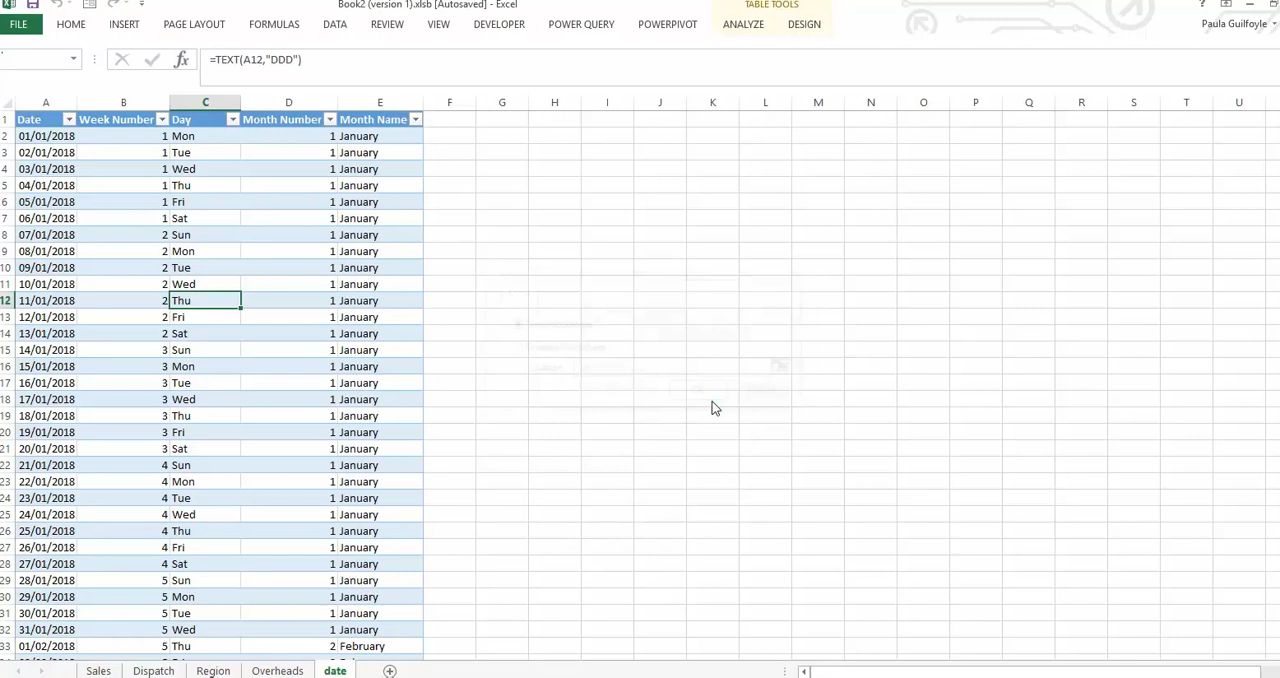 Book2 (version 1).xlsb [Autosaved] - Excel
TABLE TOOLS
FILE HOME INSERT PAGE LAYOUT FORMULAS DATA REVIEW VIEW DEVELOPER POWER QUERY POWERPIVOT ANALYZE DESIGN Paula Guilfoyle
fx =TEXT(A12,"DDD")
A B C D E F G H I J K L M N O P Q R S T U
1 Date Week Number Day Month Number Month Name
2 01/01/2018 1 Mon 1 January
3 02/01/2018 1 Tue 1 January
4 03/01/2018 1 Wed 1 January
5 04/01/2018 1 Thu 1 January
6 05/01/2018 1 Fri 1 January
7 06/01/2018 1 Sat 1 January
8 07/01/2018 2 Sun 1 January
9 08/01/2018 2 Mon 1 January
10 09/01/2018 2 Tue 1 January
11 10/01/2018 2 Wed 1 January
12 11/01/2018 2 Thu 1 January
13 12/01/2018 2 Fri 1 January
14 13/01/2018 2 Sat 1 January
15 14/01/2018 3 Sun 1 January
16 15/01/2018 3 Mon 1 January
17 16/01/2018 3 Tue 1 January
18 17/01/2018 3 Wed 1 January
19 18/01/2018 3 Thu 1 January
20 19/01/2018 3 Fri 1 January
21 20/01/2018 3 Sat 1 January
22 21/01/2018 4 Sun 1 January
23 22/01/2018 4 Mon 1 January
24 23/01/2018 4 Tue 1 January
25 24/01/2018 4 Wed 1 January
26 25/01/2018 4 Thu 1 January
27 26/01/2018 4 Fri 1 January
28 27/01/2018 4 Sat 1 January
29 28/01/2018 5 Sun 1 January
30 29/01/2018 5 Mon 1 January
31 30/01/2018 5 Tue 1 January
32 31/01/2018 5 Wed 1 January
33 01/02/2018 5 Thu 2 February
Sales Dispatch Region Overheads date